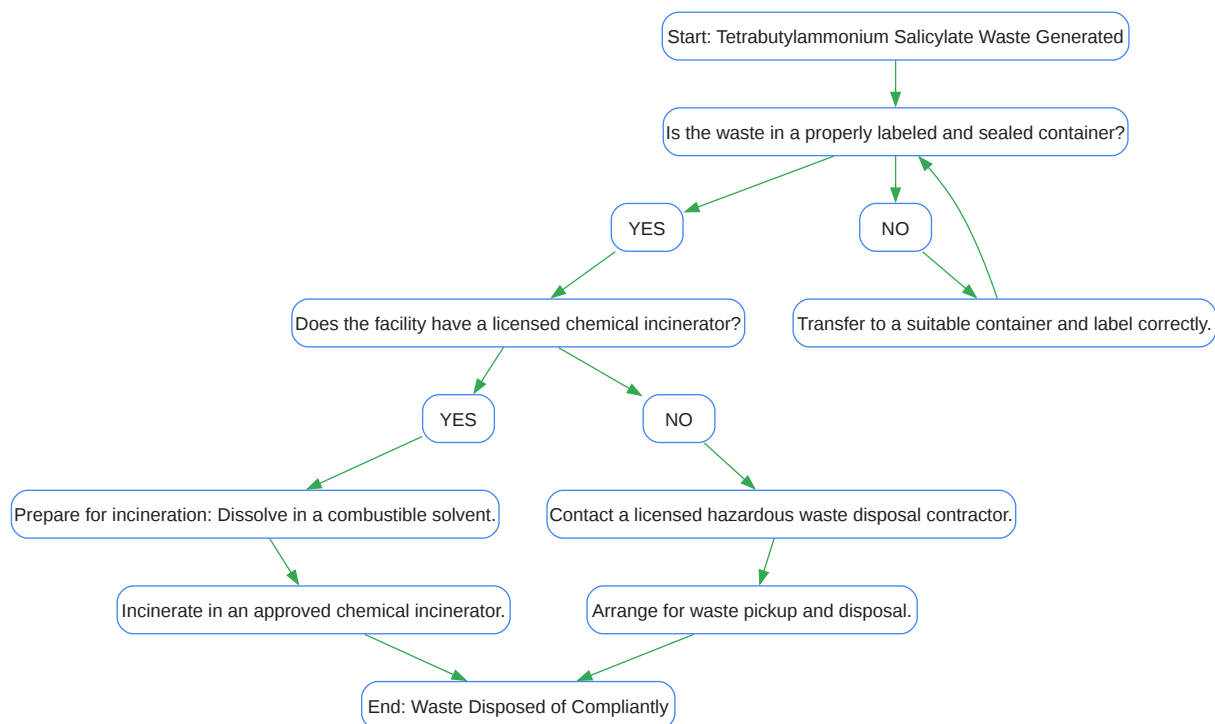 Start: Tetrabutylammonium Salicylate Waste Generated
Is the waste in a properly labeled and sealed container?
YES
NO
Does the facility have a licensed chemical incinerator?
Transfer to a suitable container and label correctly.
YES
NO
Prepare for incineration: Dissolve in a combustible solvent.
Contact a licensed hazardous waste disposal contractor.
Incinerate in an approved chemical incinerator.
Arrange for waste pickup and disposal.
End: Waste Disposed of Compliantly